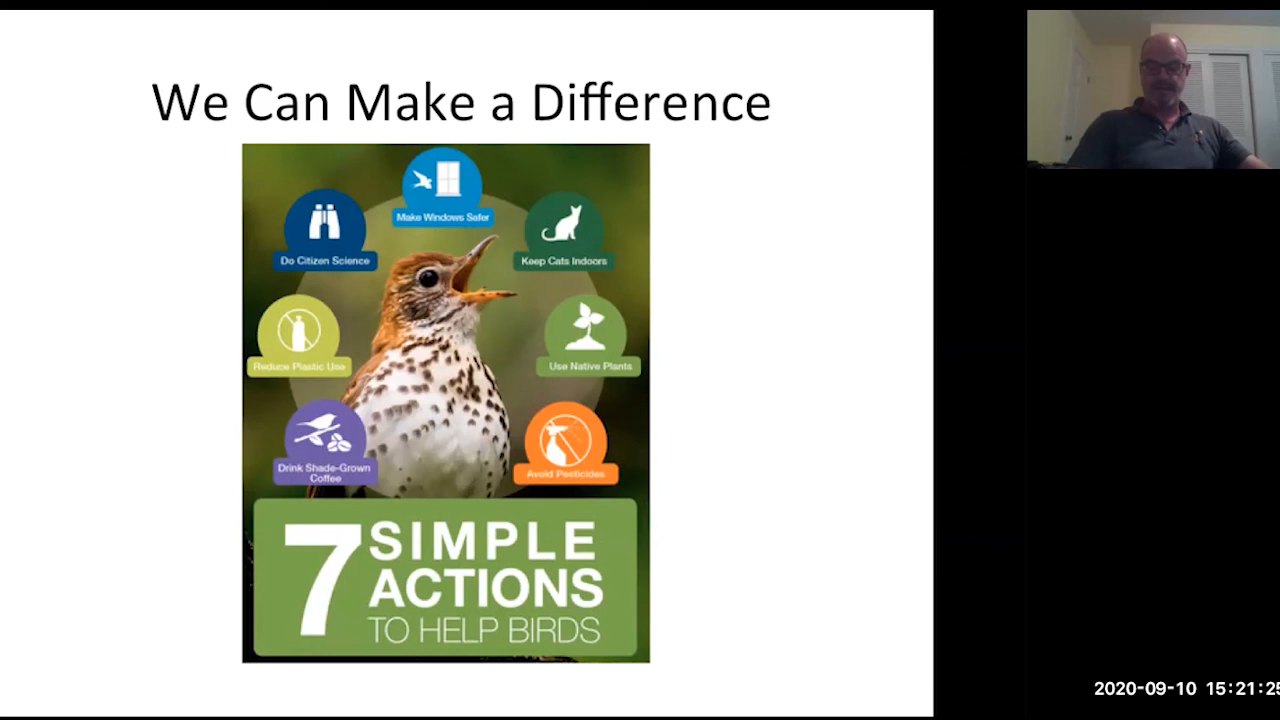 We Can Make a Difference
Make Windows Safer
Do Citizen Science
Keep Cats Indoors
Reduce Plastic Use
Use Native Plants
Drink Shade-Grown
Coffee
Avoid Pesticides
7 SIMPLE
ACTIONS
TO HELP BIRDS
2020-09-10 15:21:25